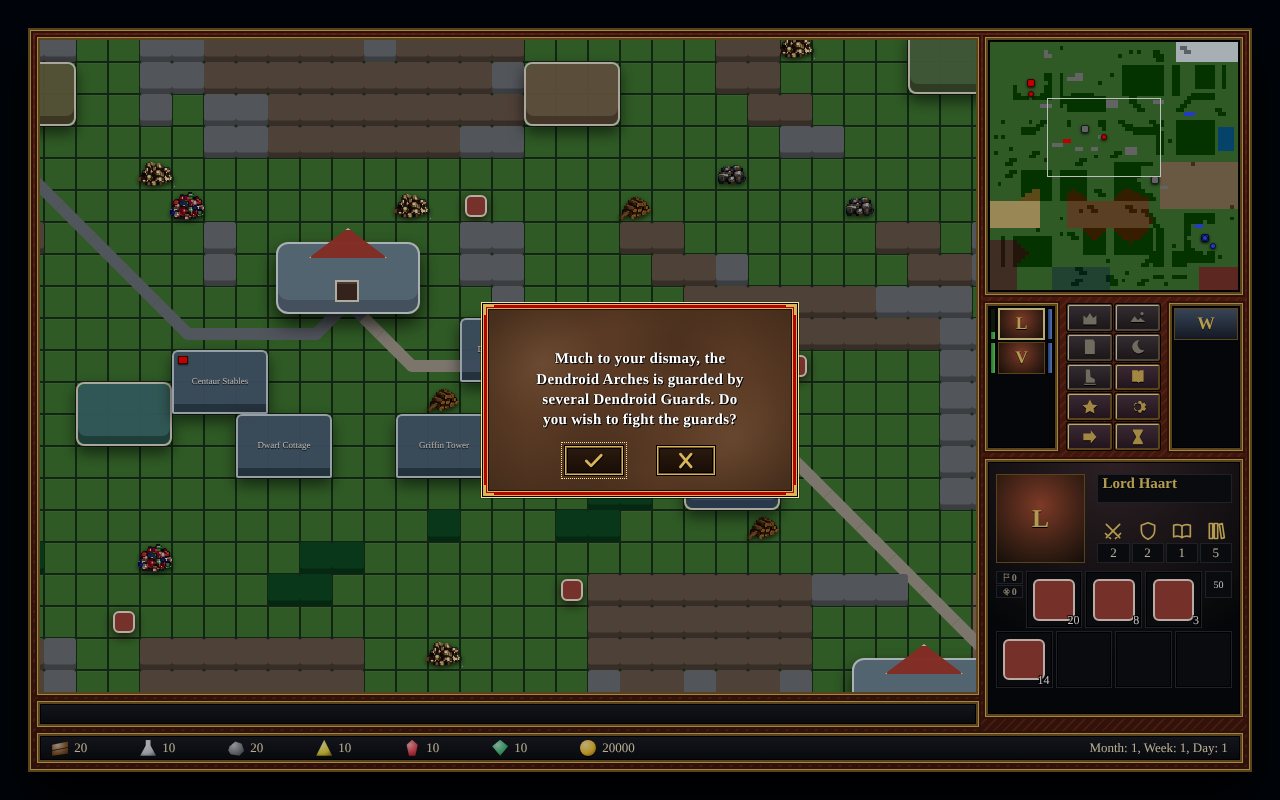 Centaur Stables
Dwarf Cottage
Griffin Tower
Much to your dismay, the
Dendroid Arches is guarded by
several Dendroid Guards. Do
you wish to fight the guards?
L
V
W
L
Lord Haart
2
2
1
5
0
0
20
8
3
50
14
20
10
20
10
10
10
20000
Month: 1, Week: 1, Day: 1